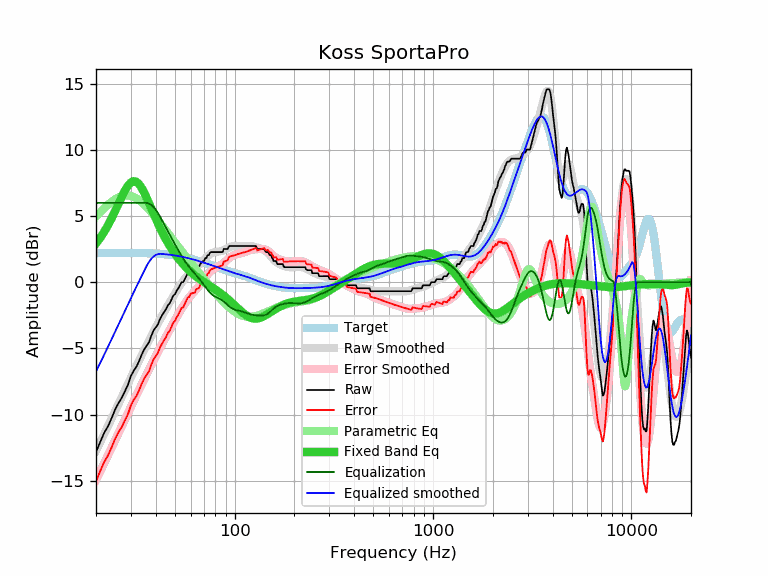 Koss SportaPro
15
10
5
0
−5
−10
−15
Amplitude (dBr)
Target
Raw Smoothed
Error Smoothed
Raw
Error
Parametric Eq
Fixed Band Eq
Equalization
Equalized smoothed
100
1000
10000
Frequency (Hz)